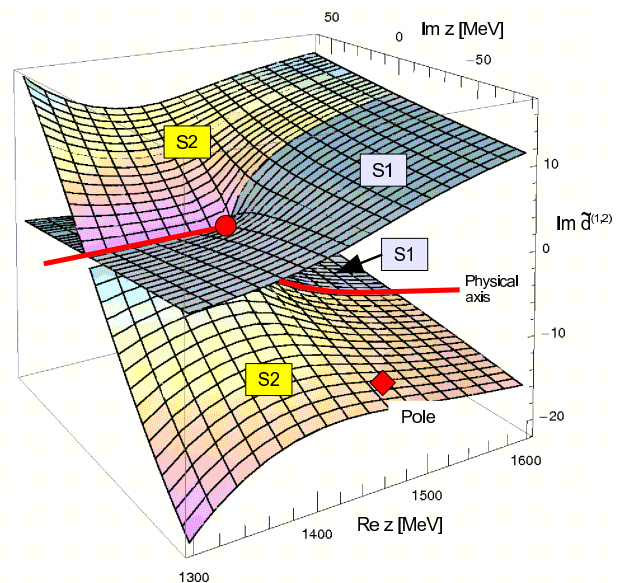 50
0
Im z [MeV]
−50
S2
S1
10
Im d̃(1,2)
0
S1
Physical
axis
−10
S2
Pole
−20
1600
1500
Re z [MeV]
1400
1300